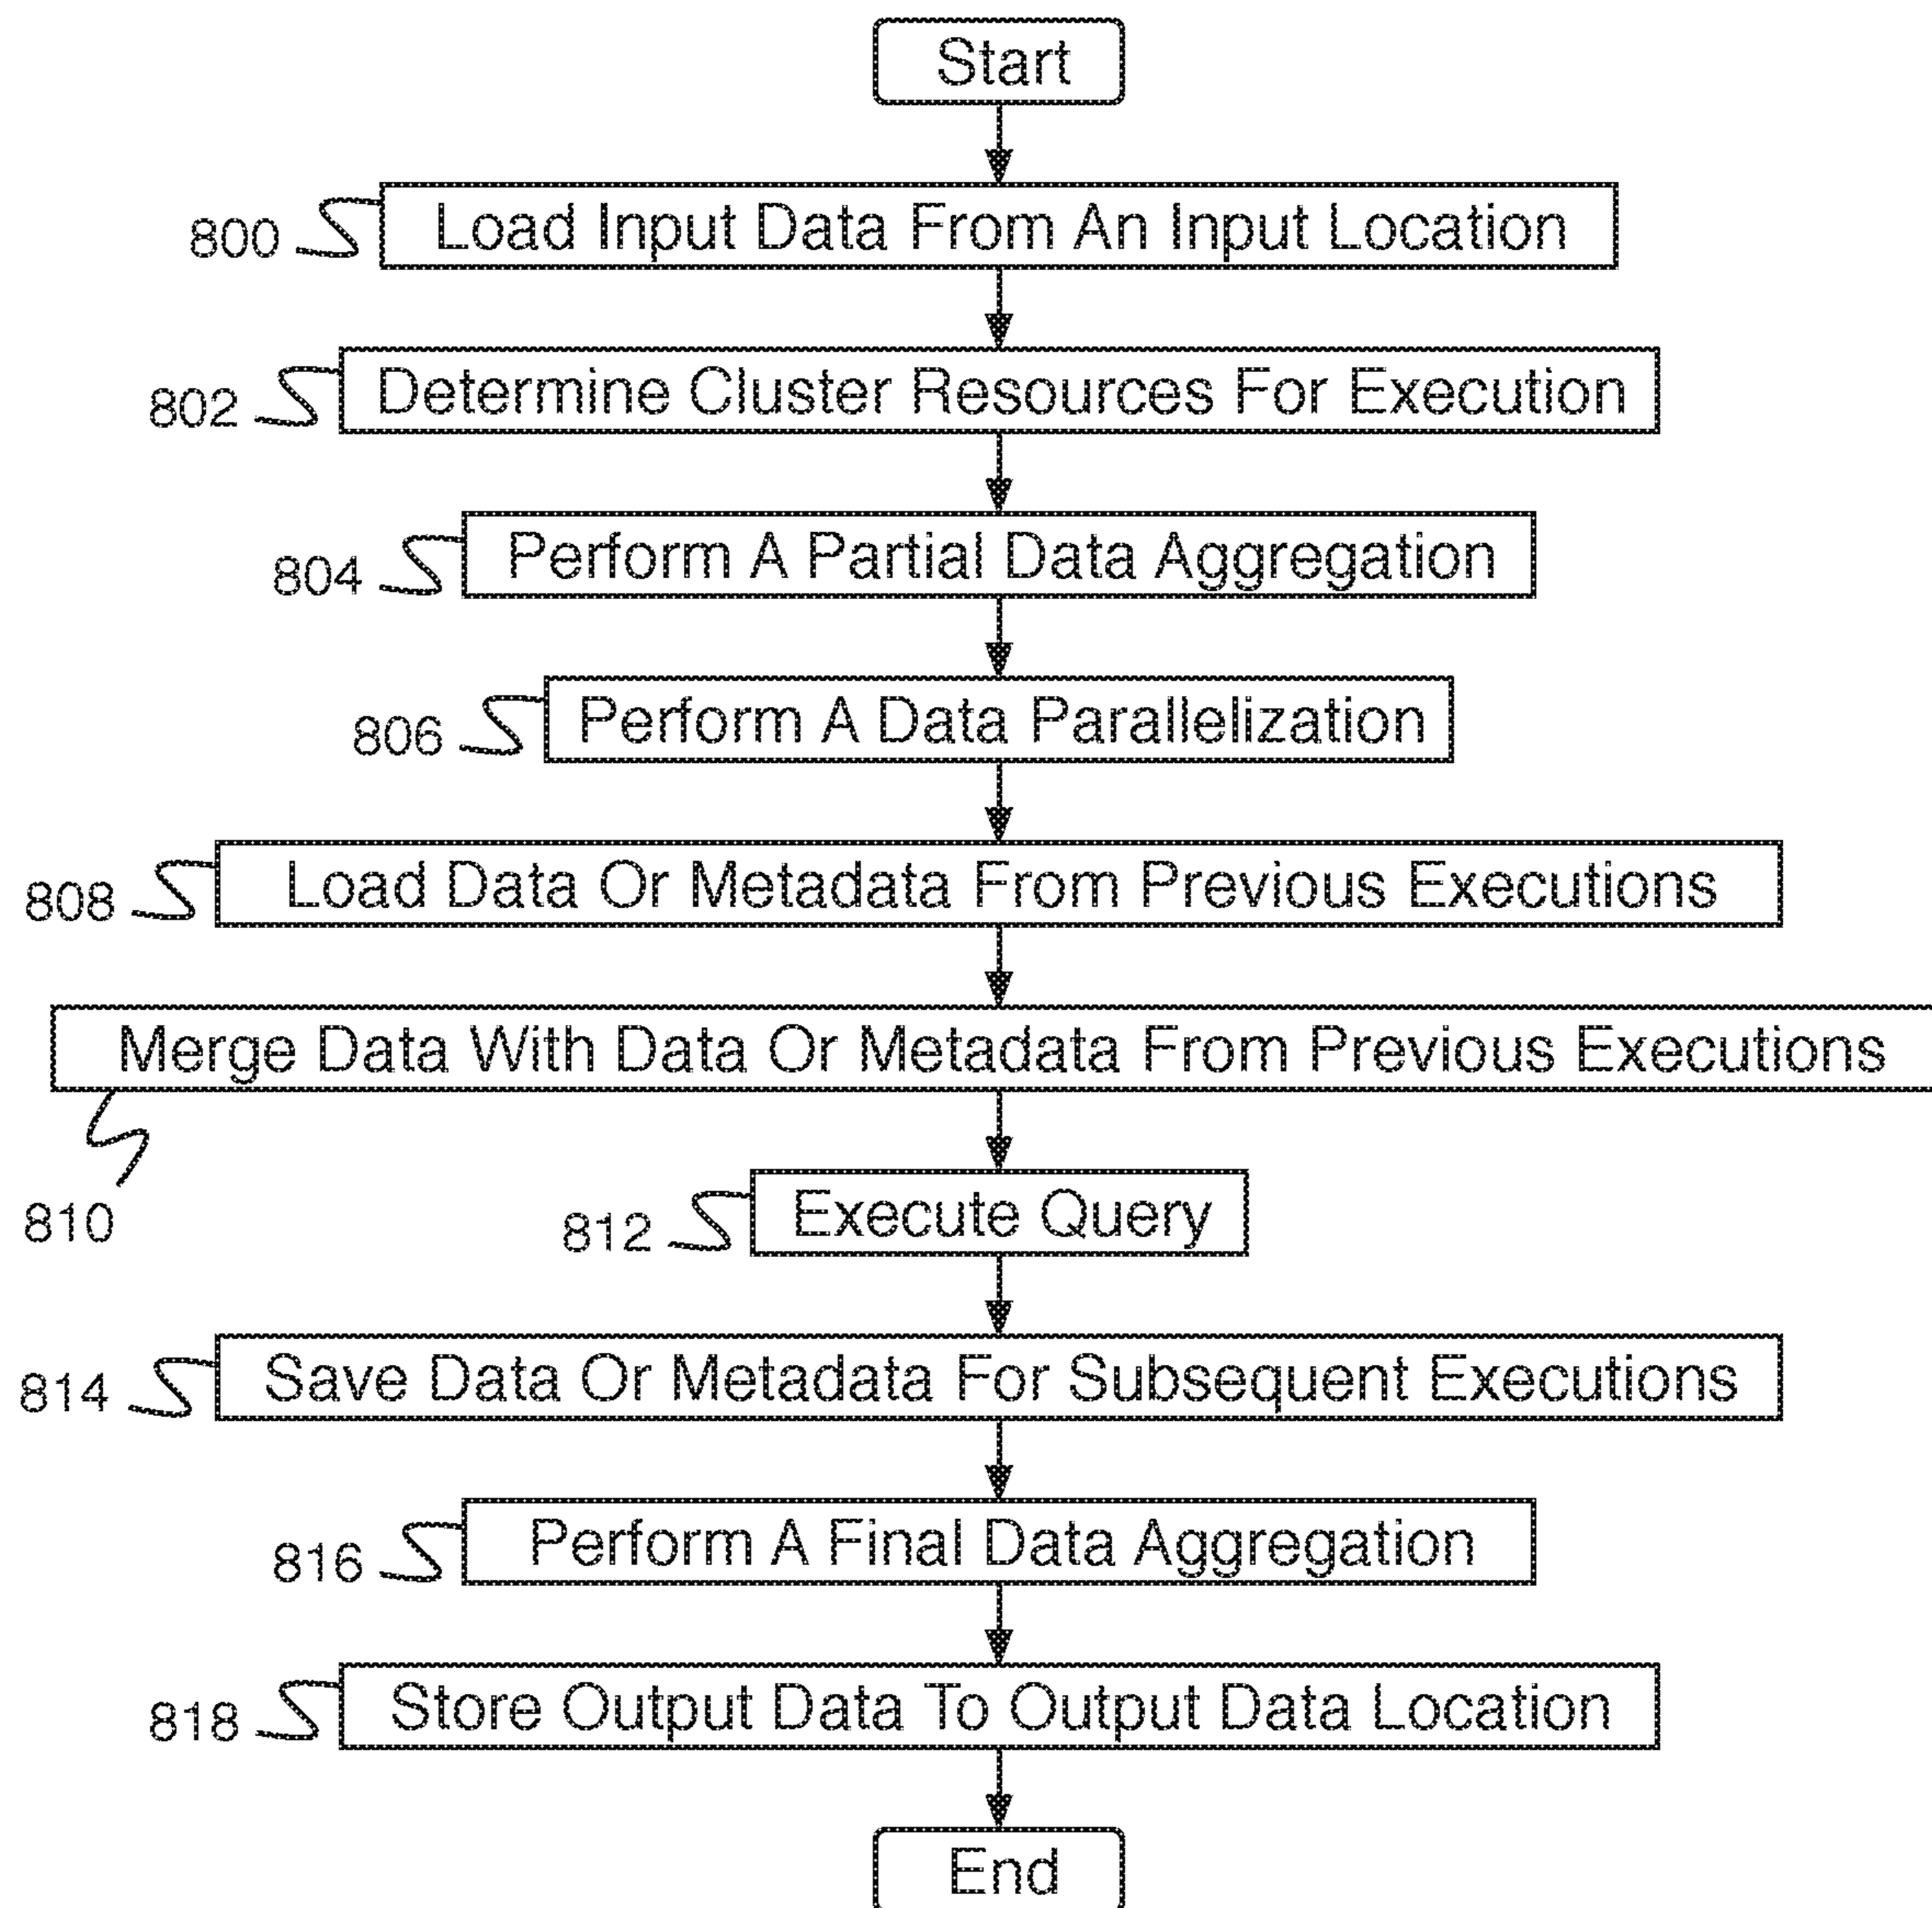 Start
800 Load Input Data From An Input Location
802 Determine Cluster Resources For Execution
804 Perform A Partial Data Aggregation
806 Perform A Data Parallelization
808 Load Data Or Metadata From Previous Executions
Merge Data With Data Or Metadata From Previous Executions
810
812 Execute Query
814 Save Data Or Metadata For Subsequent Executions
816 Perform A Final Data Aggregation
818 Store Output Data To Output Data Location
End